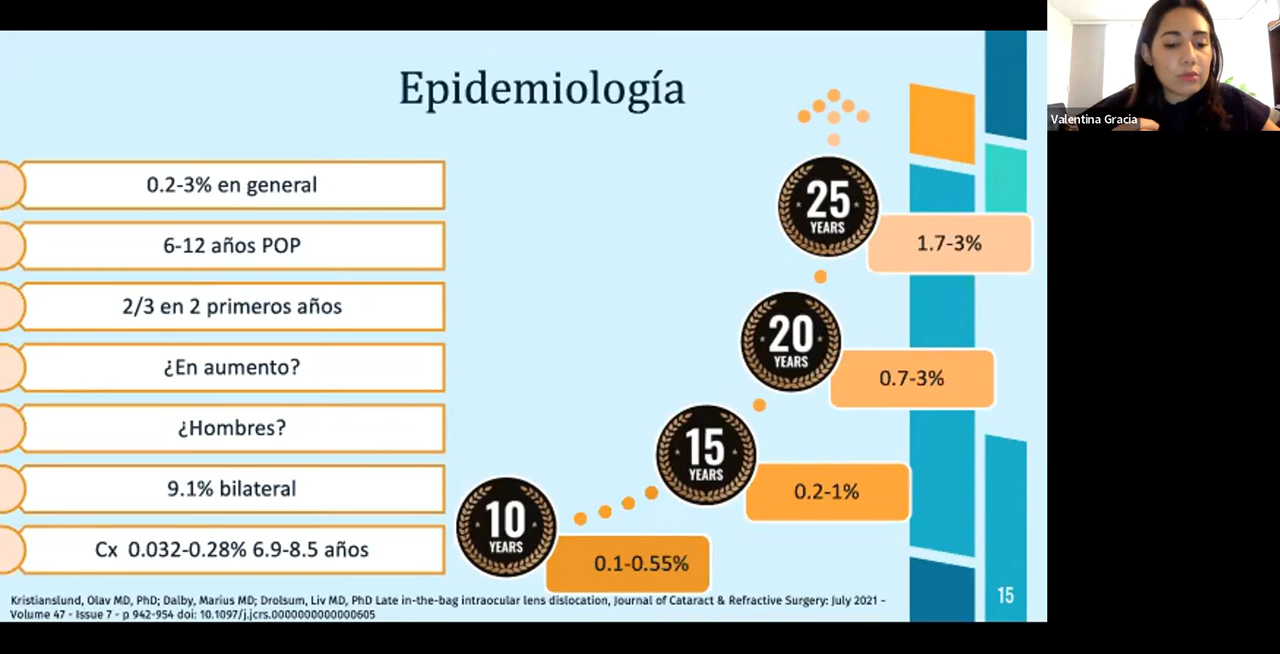 Epidemiología
0.2-3% en general
6-12 años POP
2/3 en 2 primeros años
¿En aumento?
¿Hombres?
9.1% bilateral
Cx 0.032-0.28% 6.9-8.5 años
25
YEARS
1.7-3%
20
YEARS
0.7-3%
15
YEARS
0.2-1%
10
YEARS
0.1-0.55%
Kristianslund, Olav MD, PhD; Dalby, Marius MD; Drolsum, Liv MD, PhD Late in-the-bag intraocular lens dislocation, Journal of Cataract & Refractive Surgery: July 2021 -
Volume 47 - Issue 7 - p 942-954 doi: 10.1097/j.jcrs.0000000000000605
15
Valentina Gracia